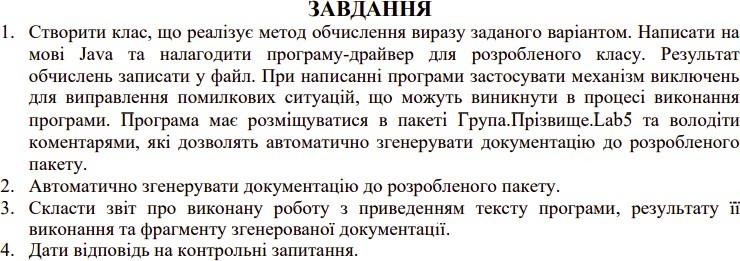 ЗАВДАННЯ
1. Створити клас, що реалізує метод обчислення виразу заданого варіантом. Написати на
мові Java та налагодити програму-драйвер для розробленого класу. Результат
обчислень записати у файл. При написанні програми застосувати механізм виключень
для виправлення помилкових ситуацій, що можуть виникнути в процесі виконання
програми. Програма має розміщуватися в пакеті Група.Прізвище.Lab5 та володіти
коментарями, які дозволять автоматично згенерувати документацію до розробленого
пакету.
2. Автоматично згенерувати документацію до розробленого пакету.
3. Скласти звіт про виконану роботу з приведенням тексту програми, результату її
виконання та фрагменту згенерованої документації.
4. Дати відповідь на контрольні запитання.